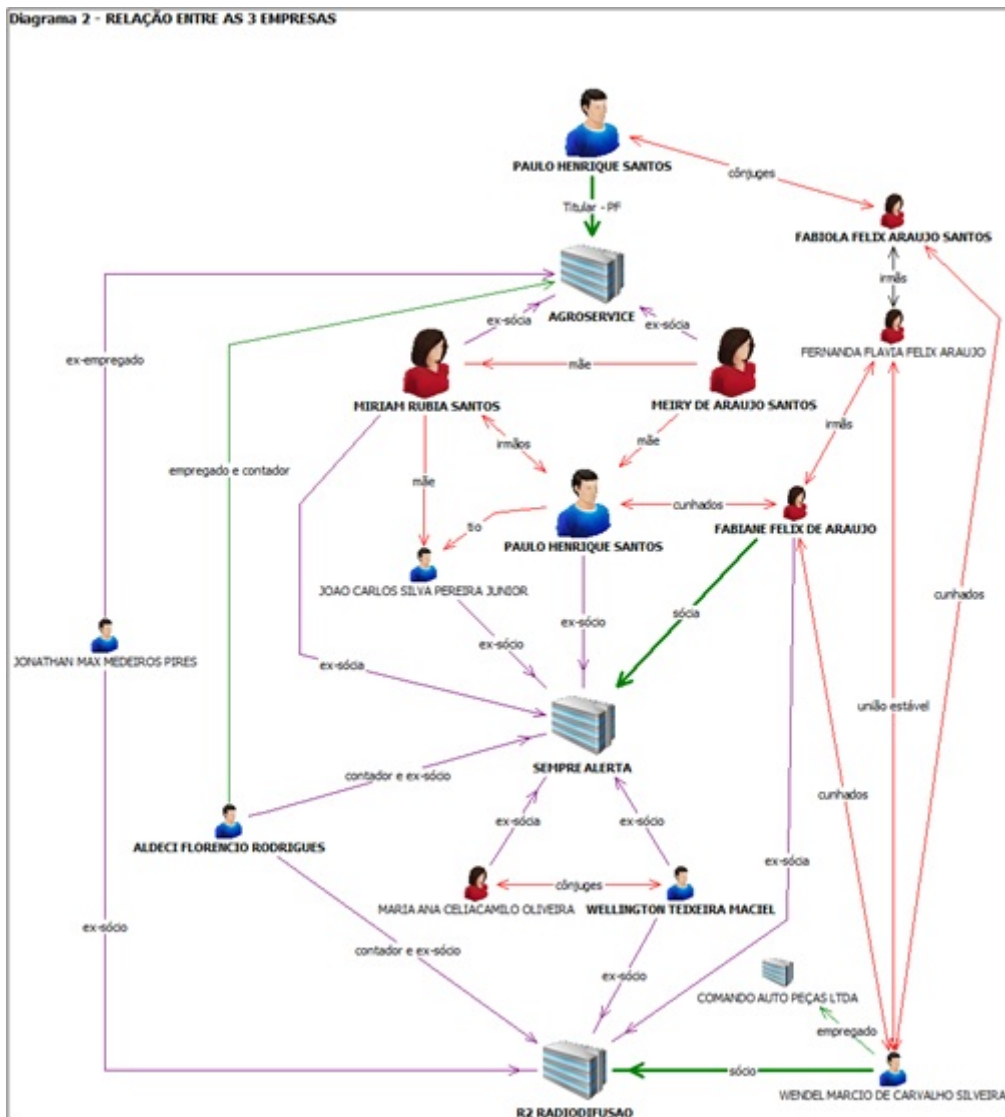 Diagrama 2 - RELAÇÃO ENTRE AS 3 EMPRESAS
PAULO HENRIQUE SANTOS
cônjuges
Titular - PF
FABIOLA FELIX ARAUJO SANTOS
irmãs
AGROSERVICE
ex-sócia
ex-sócia
FERNANDA FLAVIA FELIX ARAUJO
ex-empregado
mãe
MIRIAM RUBIA SANTOS
MEIRY DE ARAUJO SANTOS
irmãos
mãe
irmãs
empregado e contador
mãe
cunhados
tio
PAULO HENRIQUE SANTOS
FABIANE FELIX DE ARAUJO
JOAO CARLOS SILVA PEREIRA JUNIOR
cunhados
sócia
ex-sócio
ex-sócio
JONATHAN MAX MEDEIROS PIRES
ex-sócia
união estável
SEMPRE ALERTA
contador e ex-sócio
cunhados
ex-sócia
ex-sócio
ALDECI FLORENCIO RODRIGUES
ex-sócia
cônjuges
MARIA ANA CELIACAMILO OLIVEIRA
WELLINGTON TEIXEIRA MACIEL
ex-sócio
contador e ex-sócio
ex-sócio
COMANDO AUTO PEÇAS LTDA
empregado
sócio
WENDEL MARCIO DE CARVALHO SILVEIRA
R2 RADIODIFUSAO